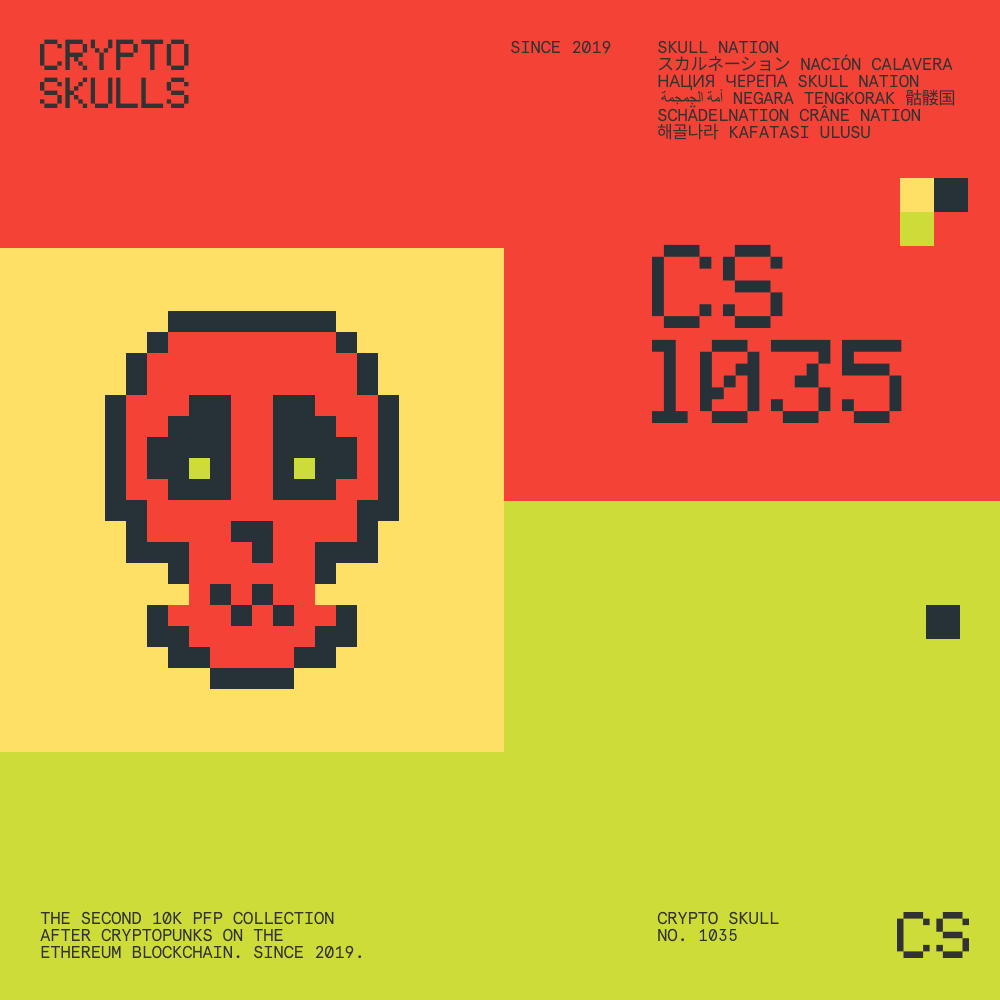 CRYPTO
SKULLS
SINCE 2019
SKULL NATION
スカルネーション NACIÓN CALAVERA
НАЦИЯ ЧЕРЕПА SKULL NATION
أمة الجمجمة NEGARA TENGKORAK 骷髅国
SCHÄDELNATION CRÂNE NATION
해골나라 KAFATASI ULUSU
CS
1035
THE SECOND 10K PFP COLLECTION
AFTER CRYPTOPUNKS ON THE
ETHEREUM BLOCKCHAIN. SINCE 2019.
CRYPTO SKULL
NO. 1035
CS